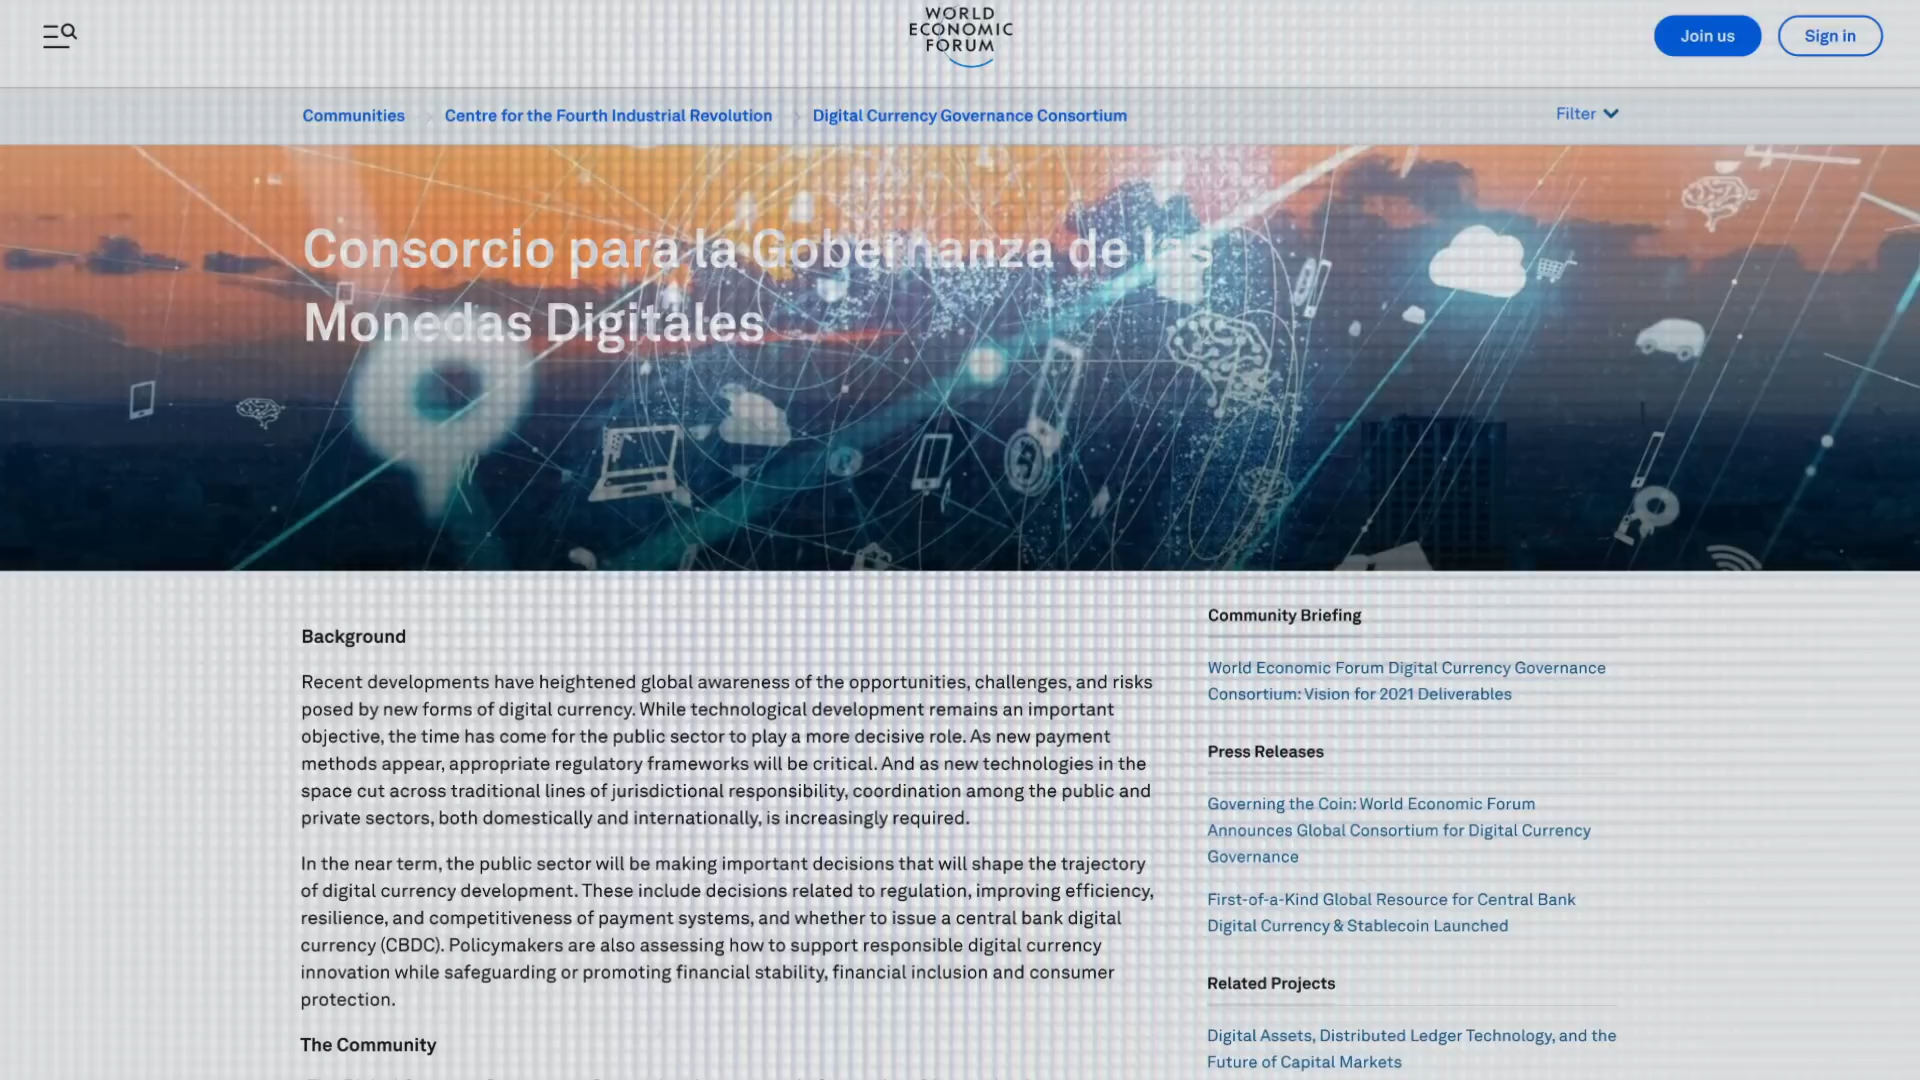 WORLD
ECONOMIC
FORUM
Join us
Sign in
Communities
Centre for the Fourth Industrial Revolution
Digital Currency Governance Consortium
Filter
Consorcio para la Gobernanza de las
Monedas Digitales
Background
Recent developments have heightened global awareness of the opportunities, challenges, and risks
posed by new forms of digital currency. While technological development remains an important
objective, the time has come for the public sector to play a more decisive role. As new payment
methods appear, appropriate regulatory frameworks will be critical. And as new technologies in the
space cut across traditional lines of jurisdictional responsibility, coordination among the public and
private sectors, both domestically and internationally, is increasingly required.
In the near term, the public sector will be making important decisions that will shape the trajectory
of digital currency development. These include decisions related to regulation, improving efficiency,
resilience, and competitiveness of payment systems, and whether to issue a central bank digital
currency (CBDC). Policymakers are also assessing how to support responsible digital currency
innovation while safeguarding or promoting financial stability, financial inclusion and consumer
protection.
The Community
Community Briefing
World Economic Forum Digital Currency Governance
Consortium: Vision for 2021 Deliverables
Press Releases
Governing the Coin: World Economic Forum
Announces Global Consortium for Digital Currency
Governance
First-of-a-Kind Global Resource for Central Bank
Digital Currency & Stablecoin Launched
Related Projects
Digital Assets, Distributed Ledger Technology, and the
Future of Capital Markets